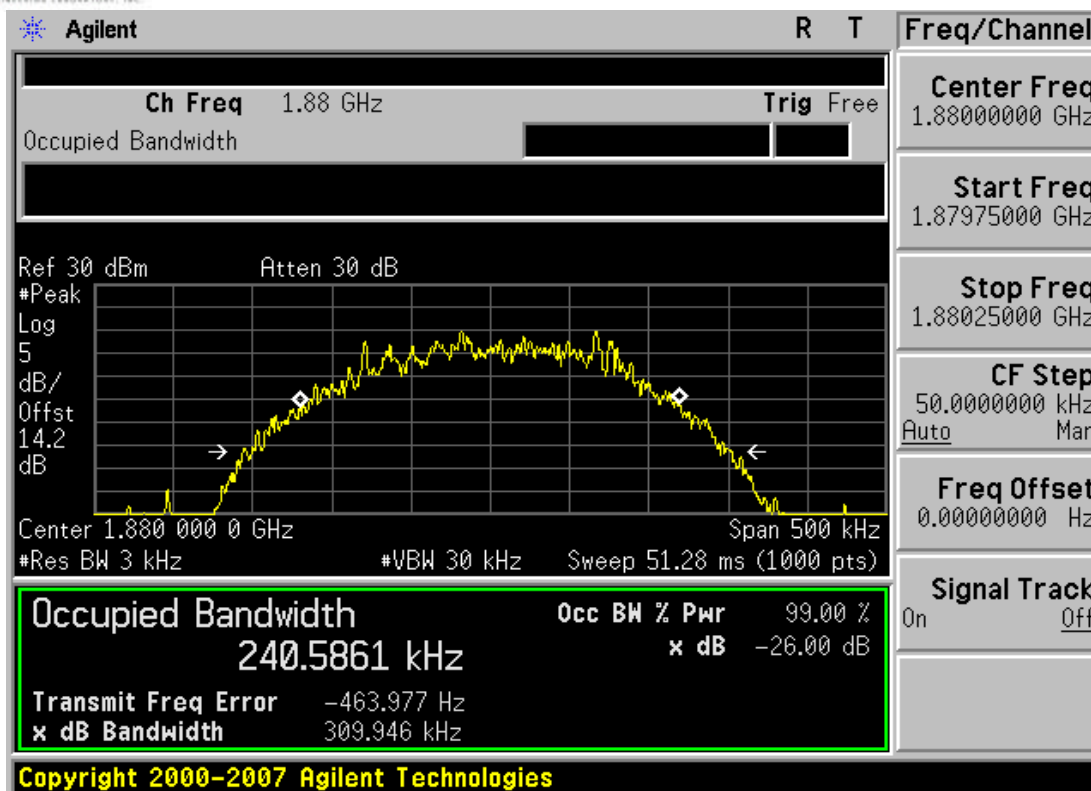 Agilent R T
Freq/Channel
Ch Freq 1.88 GHz Trig Free
Occupied Bandwidth
Center Freq
1.88000000 GHz
Start Freq
1.87975000 GHz
Stop Freq
1.88025000 GHz
CF Step
50.0000000 kHz
Auto Man
Freq Offset
0.00000000 Hz
Signal Track
On Off
Ref 30 dBm Atten 30 dB
#Peak
Log
5
dB/
Offst
14.2
dB
Center 1.880 000 0 GHz Span 500 kHz
#Res BW 3 kHz #VBW 30 kHz Sweep 51.28 ms (1000 pts)
Occupied Bandwidth Occ BW % Pwr 99.00 %
240.5861 kHz x dB -26.00 dB
Transmit Freq Error -463.977 Hz
x dB Bandwidth 309.946 kHz
Copyright 2000-2007 Agilent Technologies